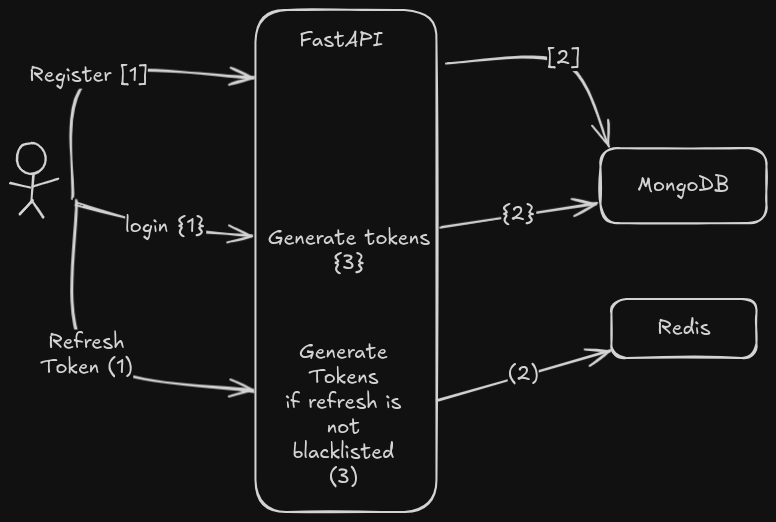 FastAPI
Register [1]
[2]
MongoDB
login {1}
{2}
Generate tokens
{3}
Redis
Refresh
Token (1)
Generate
Tokens
if refresh is
not
blacklisted
(3)
(2)